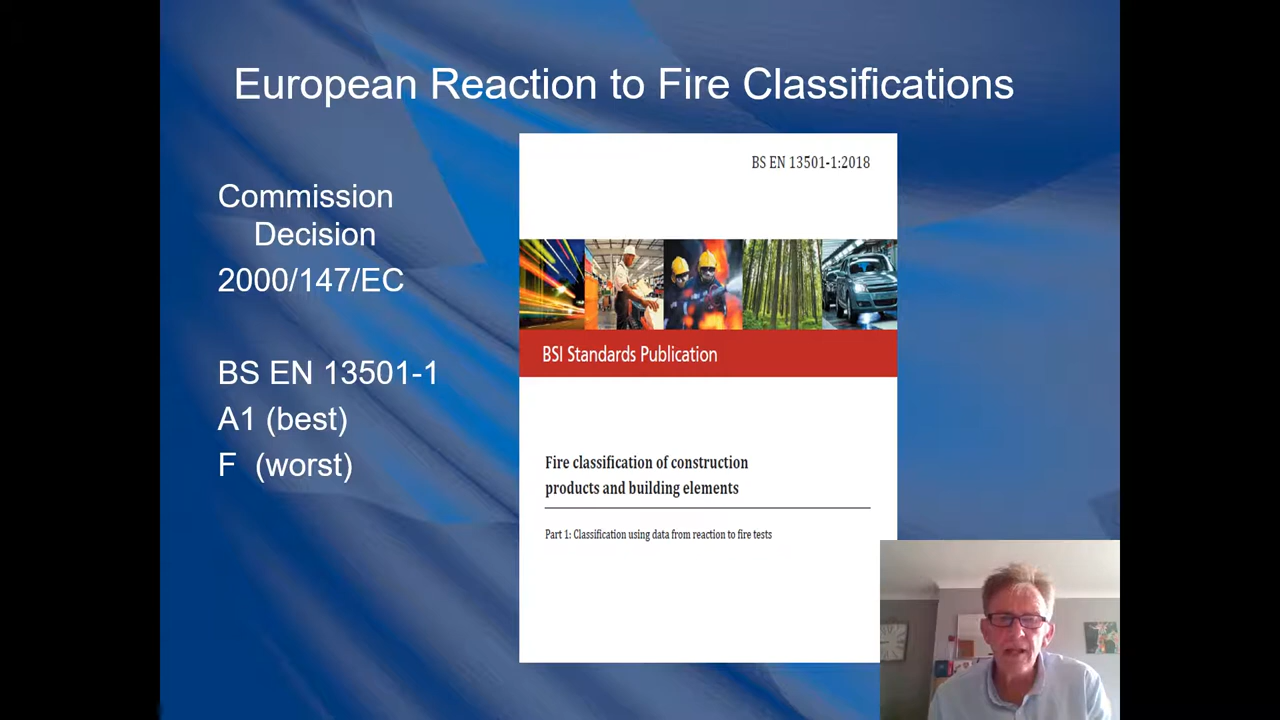 European Reaction to Fire Classifications
Commission
Decision
2000/147/EC
BS EN 13501-1
A1 (best)
F (worst)
BS EN 13501-1:2018
BSI Standards Publication
Fire classification of construction
products and building elements
Part 1: Classification using data from reaction to fire tests